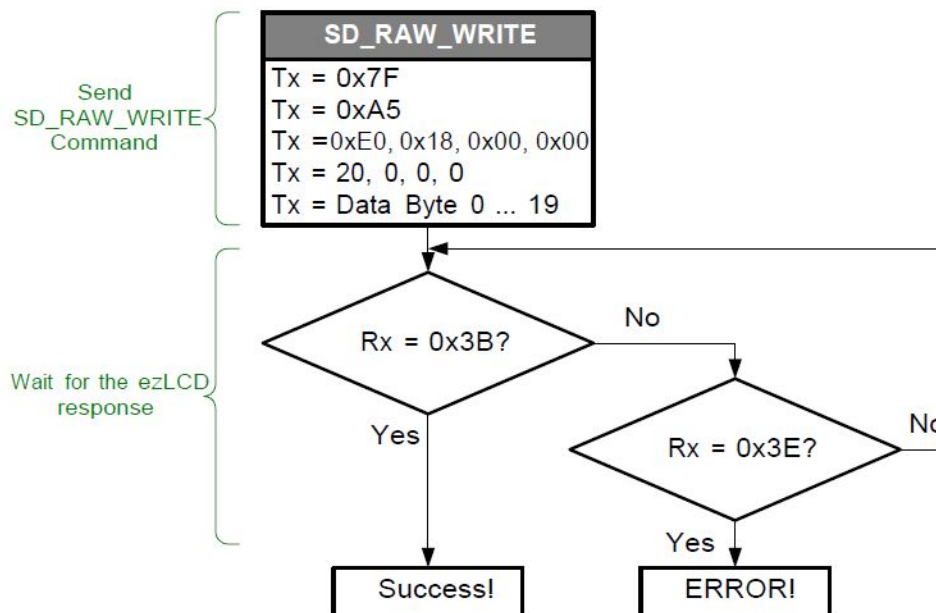 SD_RAW_WRITE
Tx = 0x7F
Tx = 0xA5
Tx =0xE0, 0x18, 0x00, 0x00
Tx = 20, 0, 0, 0
Tx = Data Byte 0 ... 19
Send
SD_RAW_WRITE
Command
Rx = 0x3B?
No
Wait for the ezLCD
response
Yes
Rx = 0x3E?
No
Yes
Success!
ERROR!